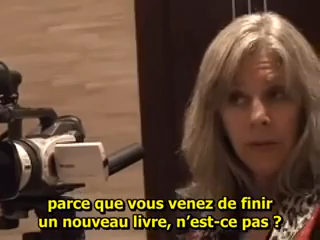 parce que vous venez de finir
un nouveau livre, n'est-ce pas ?